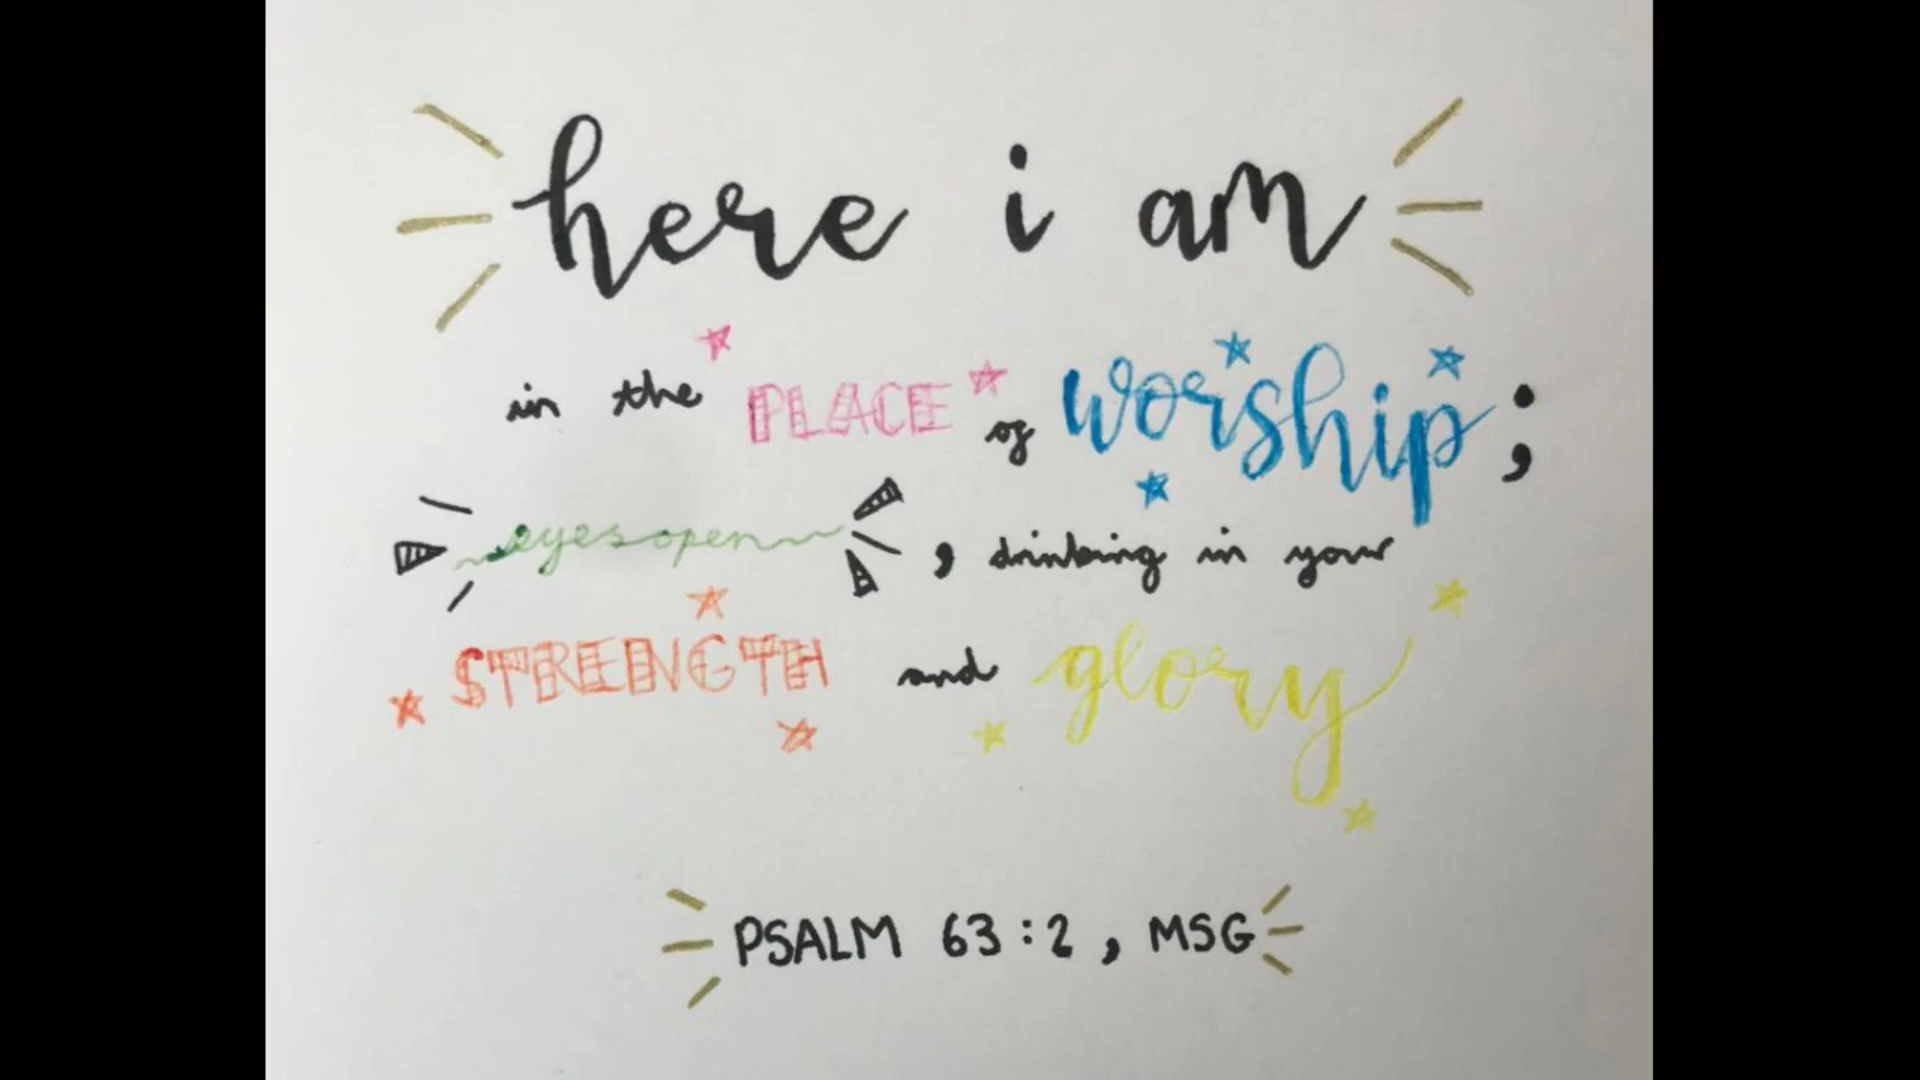 here i am
in the PLACE of worship;
eyes open, drinking in your
STRENGTH and glory
PSALM 63:2, MSG